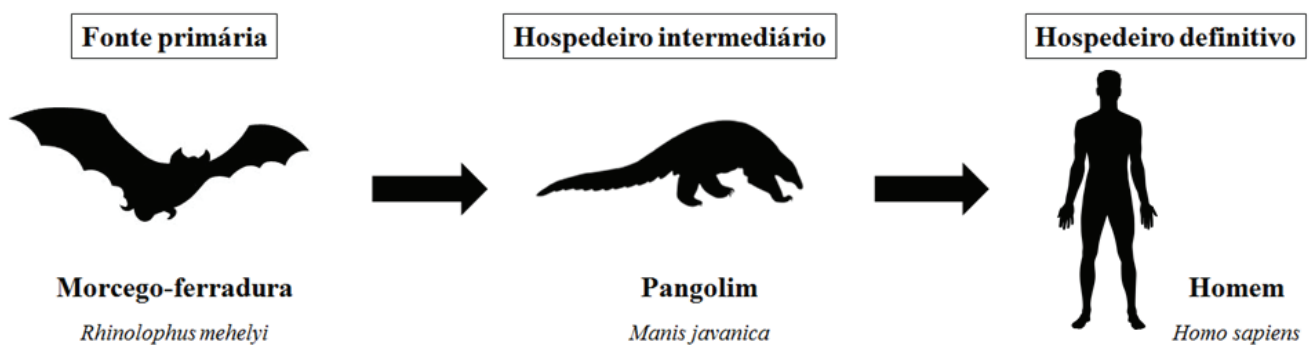 Fonte primária
Hospedeiro intermediário
Hospedeiro definitivo
Morcego-ferradura
Pangolim
Homem
Rhinolophus mehelyi
Manis javanica
Homo sapiens